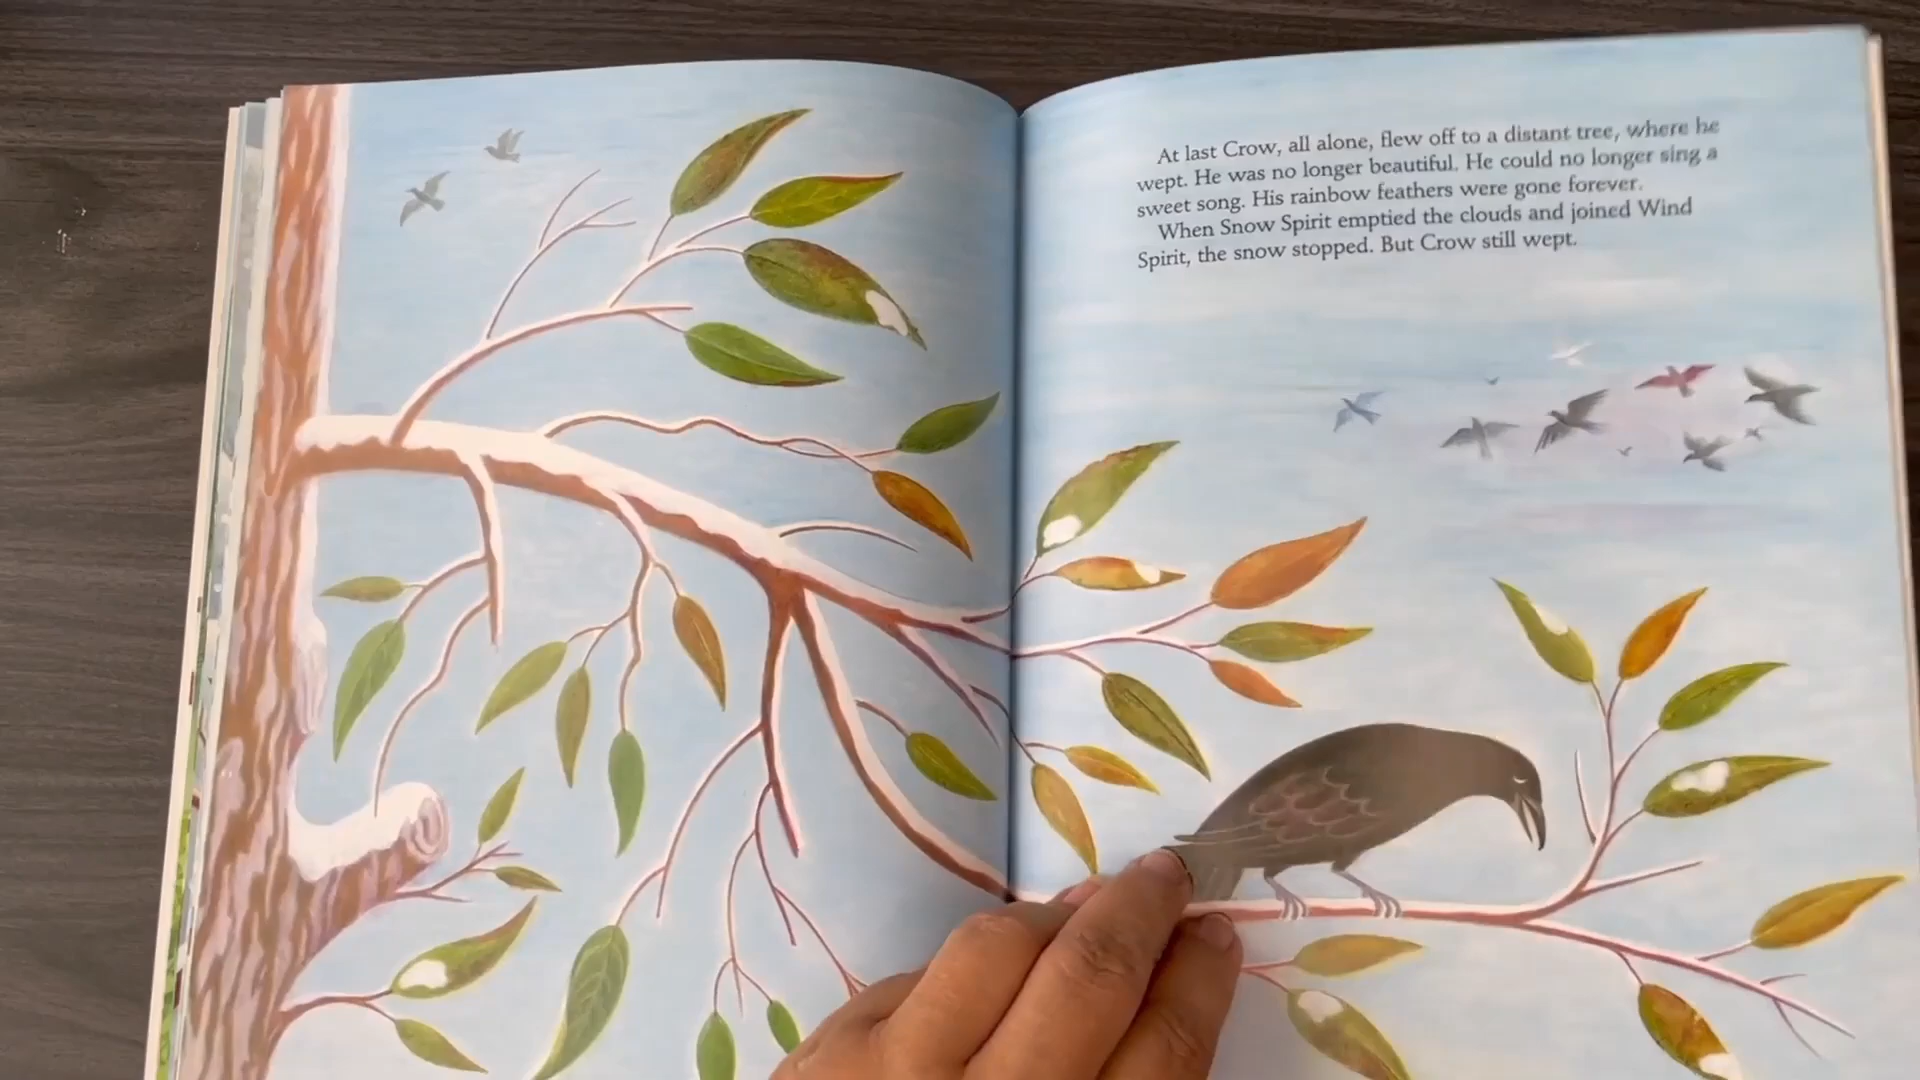 At last Crow, all alone, flew off to a distant tree, where he
wept. He was no longer beautiful. He could no longer sing a
sweet song. His rainbow feathers were gone forever.
When Snow Spirit emptied the clouds and joined Wind
Spirit, the snow stopped. But Crow still wept.